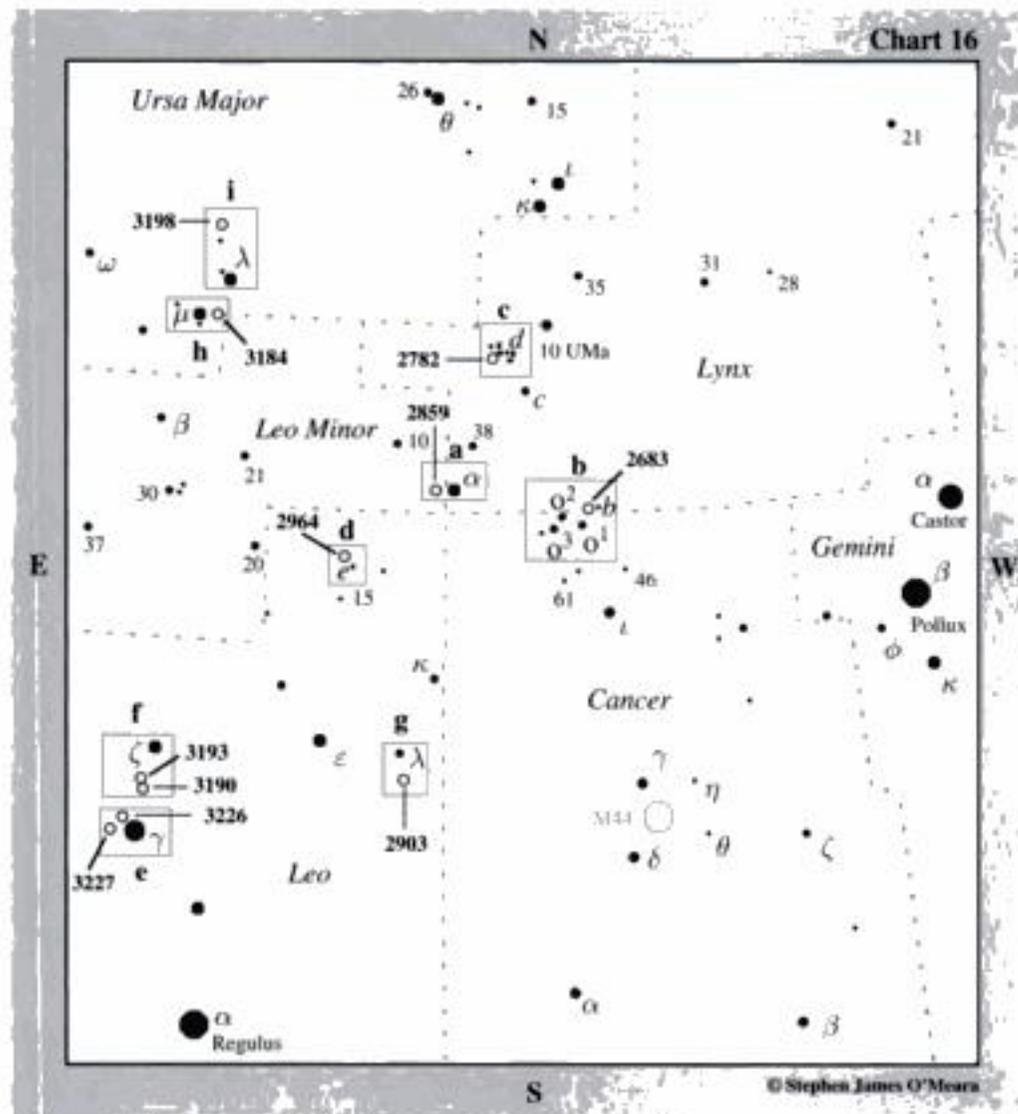 N
Chart 16
Ursa Major
26
θ
15
21
ι
κ
i
3198
λ
ω
35
31
28
μ
h
3184
c
d
2782
10 UMa
Lynx
c
β
Leo Minor
2859
10
38
a
α
21
30
b
2683
o²
b
o³
o¹
α
Castor
37
2964
d
e
20
15
61
46
ι
Gemini
β
Pollux
φ
κ
E
W
κ
Cancer
f
ζ
3193
3190
ε
g
λ
2903
γ
η
M44
θ
δ
ζ
3226
γ
3227
e
Leo
α
Regulus
α
β
S
© Stephen James O'Meara